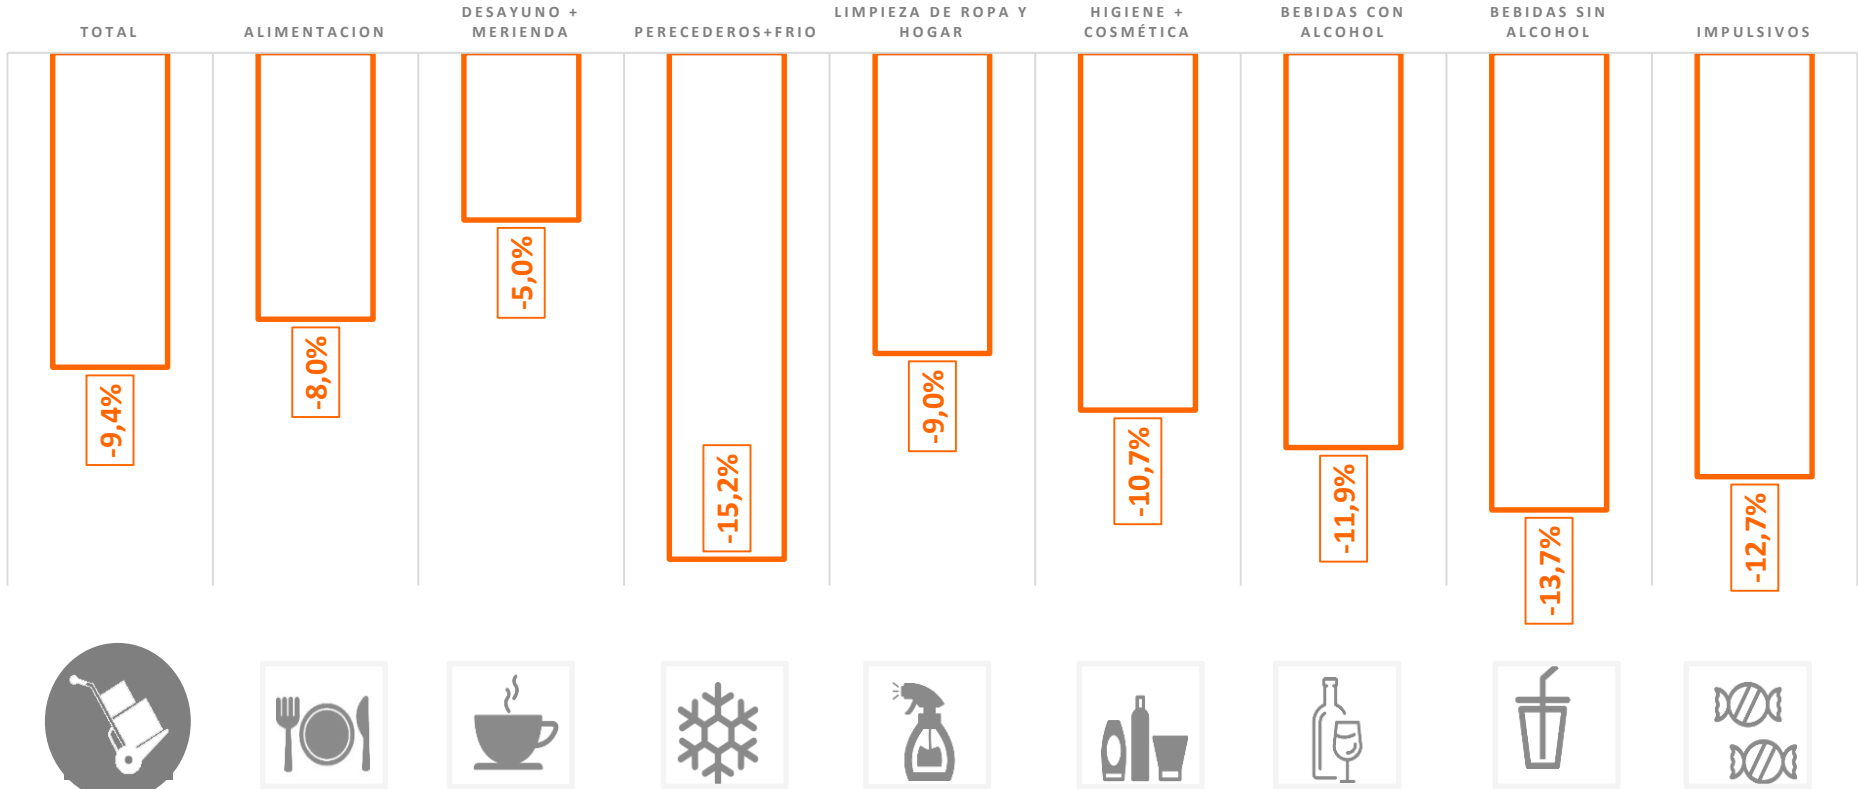 TOTAL
ALIMENTACION
DESAYUNO +
MERIENDA
PERECEDEROS+FRIO
LIMPIEZA DE ROPA Y
HOGAR
HIGIENE +
COSMÉTICA
BEBIDAS CON
ALCOHOL
BEBIDAS SIN
ALCOHOL
IMPULSIVOS
-9,4%
-8,0%
-5,0%
-15,2%
-9,0%
-10,7%
-11,9%
-13,7%
-12,7%